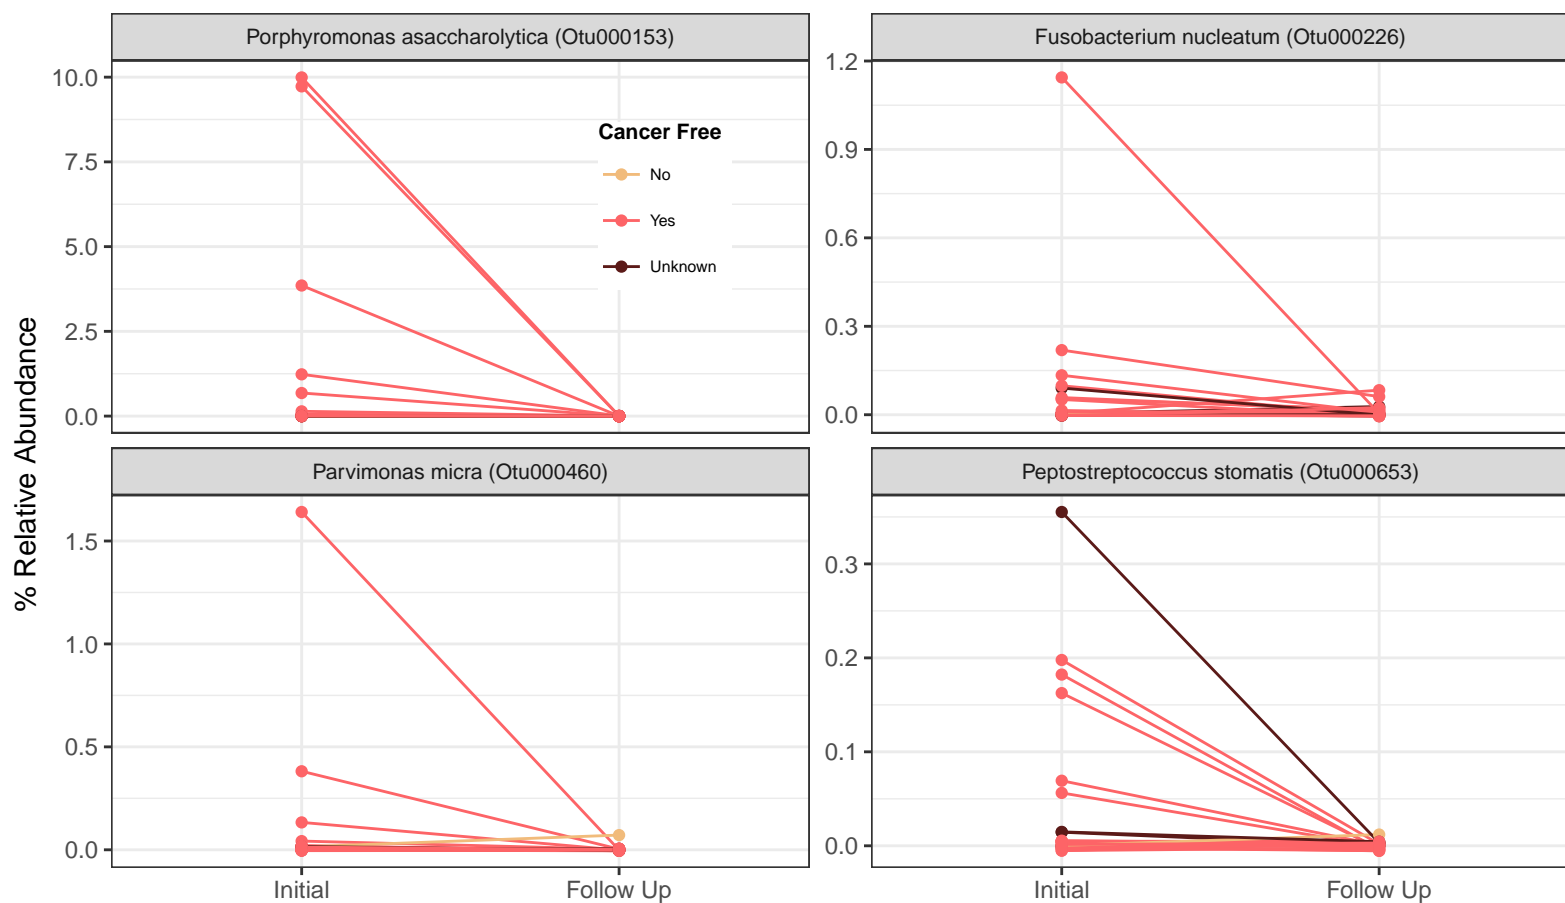 Porphyromonas asaccharolytica (Otu000153)
Fusobacterium nucleatum (Otu000226)
10.0
7.5
5.0
2.5
0.0
Cancer Free
No
Yes
Unknown
1.2
0.9
0.6
0.3
0.0
% Relative Abundance
Parvimonas micra (Otu000460)
Peptostreptococcus stomatis (Otu000653)
1.5
1.0
0.5
0.0
0.3
0.2
0.1
0.0
Initial
Follow Up
Initial
Follow Up